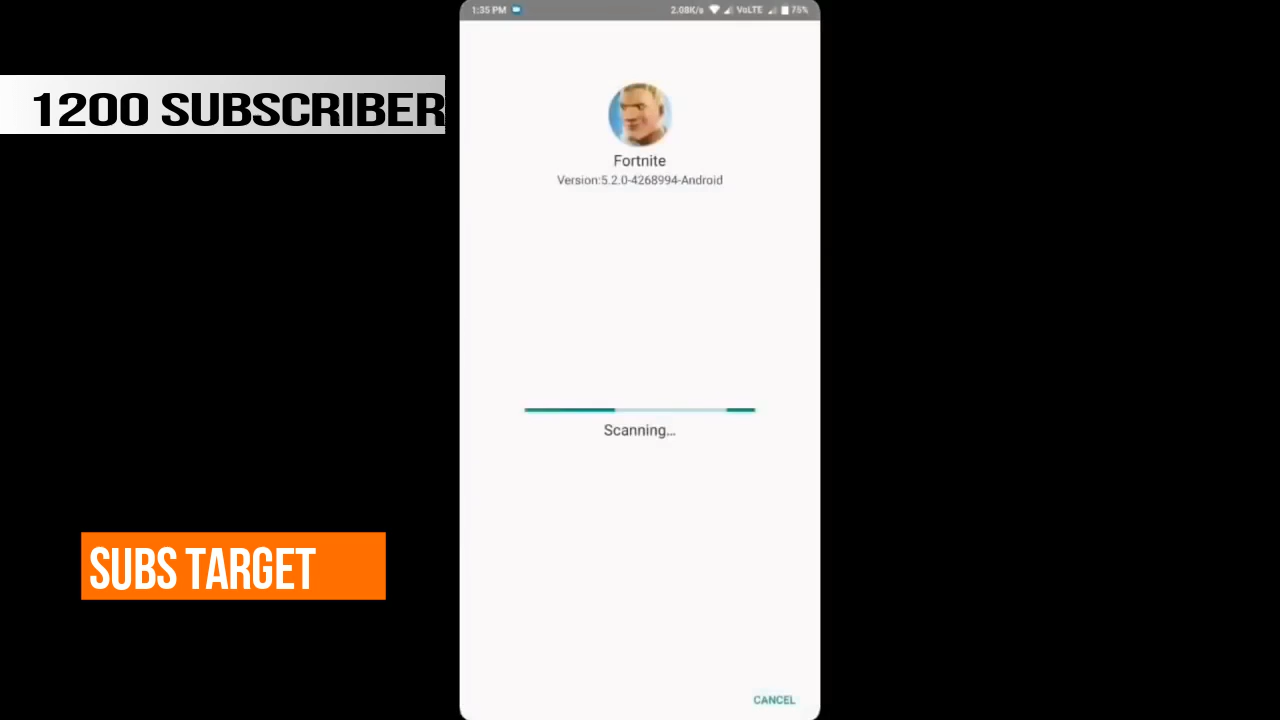 1:35 PM
2.08K/s VoLTE 75%
1200 SUBSCRIBER
Fortnite
Version:5.2.0-4268994-Android
Scanning...
SUBS TARGET
CANCEL